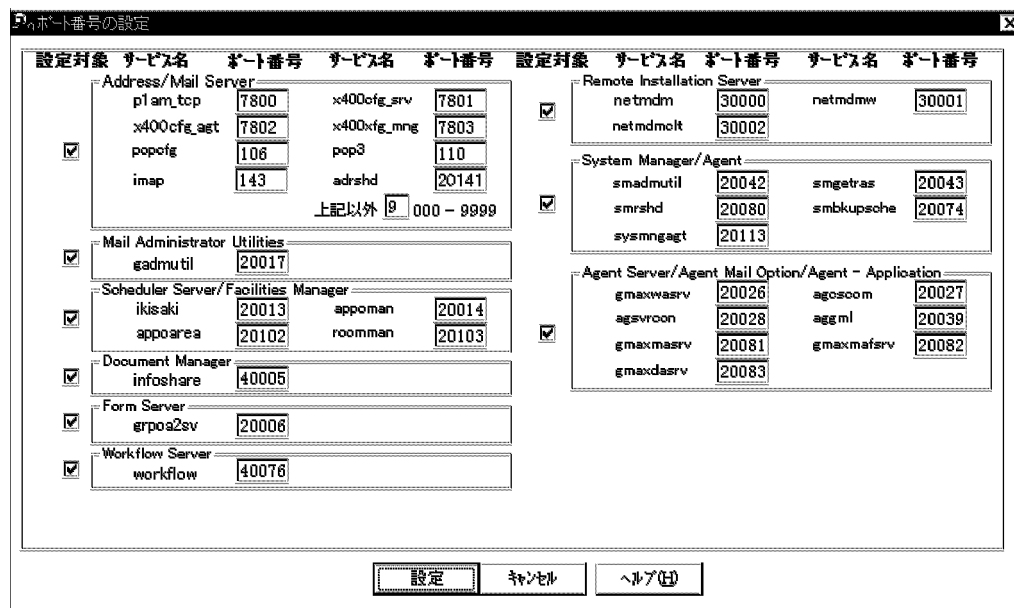 ポート番号の設定
設定対象 サービス名 ポート番号 サービス名 ポート番号 設定対象 サービス名 ポート番号 サービス名 ポート番号
Address/Mail Server
p1am_tcp 7800 x400cfg_srv 7801
x400cfg_agt 7802 x400xfg_mng 7803
popcfg 106 pop3 110
imap 143 adrshd 20141
上記以外 9 000 - 9999
Mail Administrator Utilities
gadmutil 20017
Scheduler Server/Facilities Manager
ikisaki 20013 appoman 20014
appoarea 20102 roomman 20103
Document Manager
infoshare 40005
Form Server
grpoa2sv 20006
Workflow Server
workflow 40076
Remote Installation Server
netmdm 30000 netmdmw 30001
netmdmclt 30002
System Manager/Agent
smadmutil 20042 smgetras 20043
smrshd 20080 smbkupsche 20074
sysmngagt 20113
Agent Server/Agent Mail Option/Agent - Application
gmaxwasrv 20026 agcscom 20027
agsvrcon 20028 aggml 20039
gmaxmasrv 20081 gmaxmafsrv 20082
gmaxdasrv 20083
設定 キャンセル ヘルプ(H)